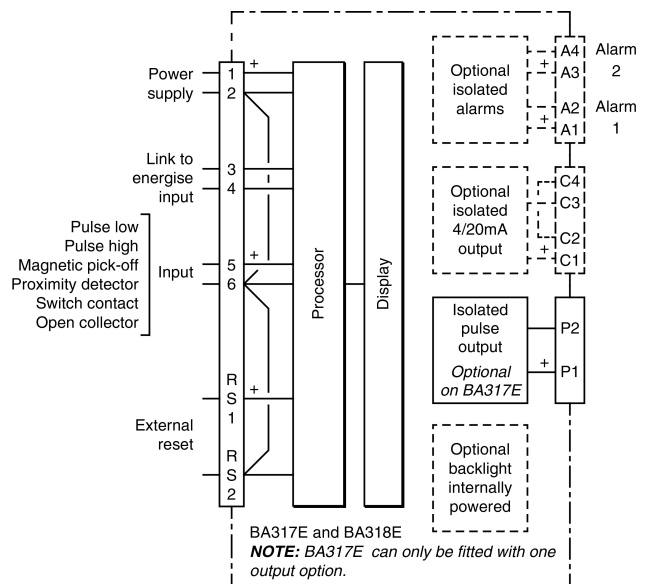 Power
supply
Link to
energise
input
Pulse low
Pulse high
Magnetic pick-off
Proximity detector
Switch contact
Open collector
Input
External
reset
+
1
2
3
4
+
5
6
R
S
1
+
R
S
2
Processor
Display
Optional
isolated
alarms
A4
+
A3
A2
+
A1
Alarm
2
Alarm
1
Optional
isolated
4/20mA
output
C4
C3
C2
+
C1
Isolated
pulse
output
Optional
on BA317E
P2
+
P1
Optional
backlight
internally
powered
BA317E and BA318E
NOTE: BA317E can only be fitted with one
output option.